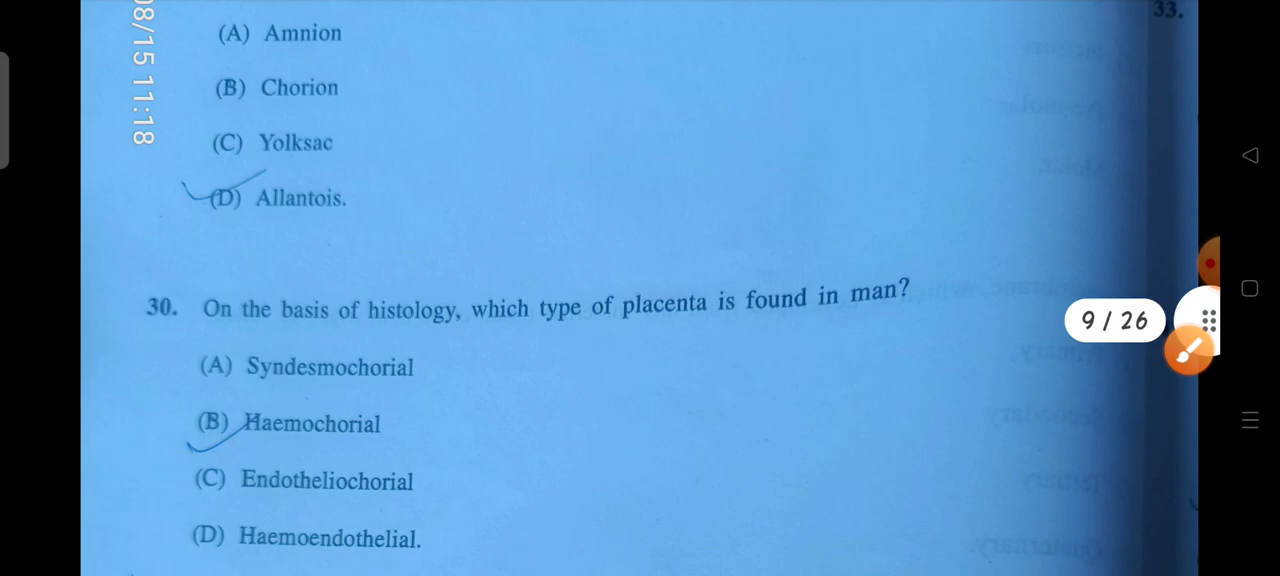 08/15 11:18
33.
(A) Amnion
(B) Chorion
(C) Yolksac
(D) Allantois.
30. On the basis of histology, which type of placenta is found in man?
9 / 26
(A) Syndesmochorial
(B) Haemochorial
(C) Endotheliochorial
(D) Haemoendothelial.